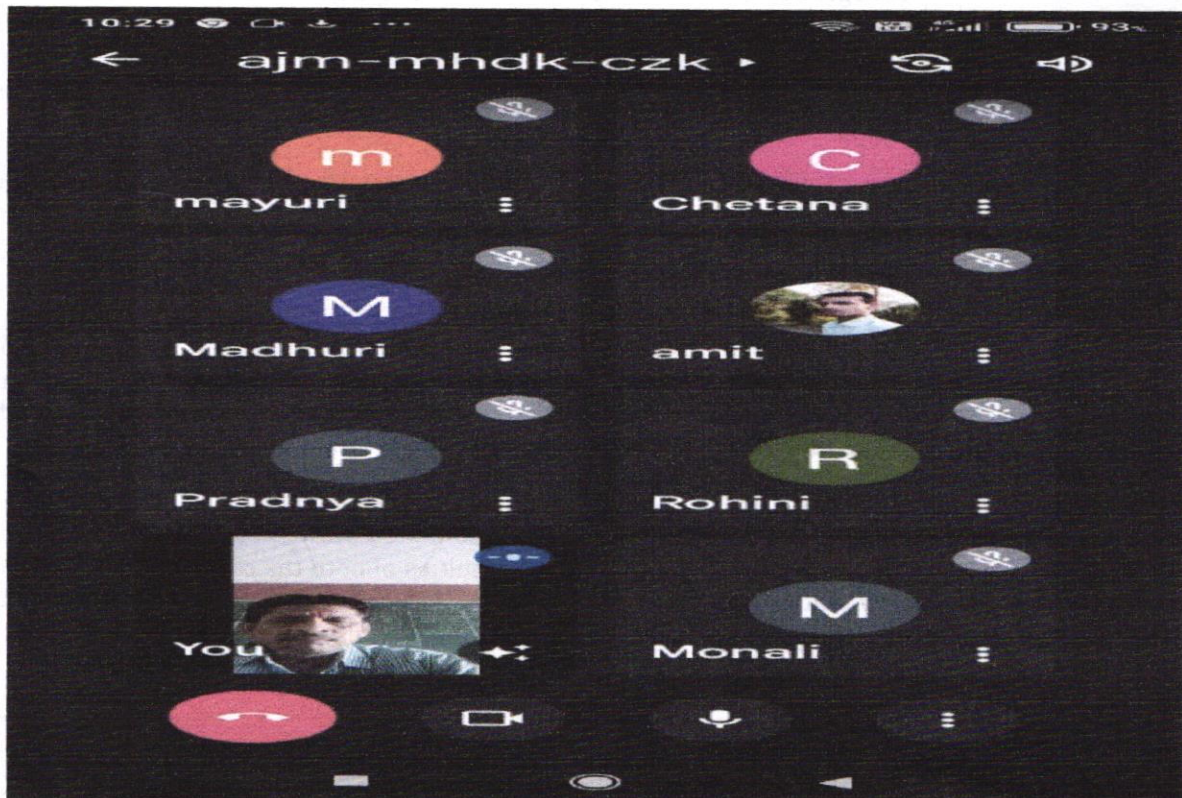 10:29 93%
ajm-mhdk-czk
m C
mayuri Chetana
M
Madhuri amit
P R
Pradnya Rohini
M
You Monali